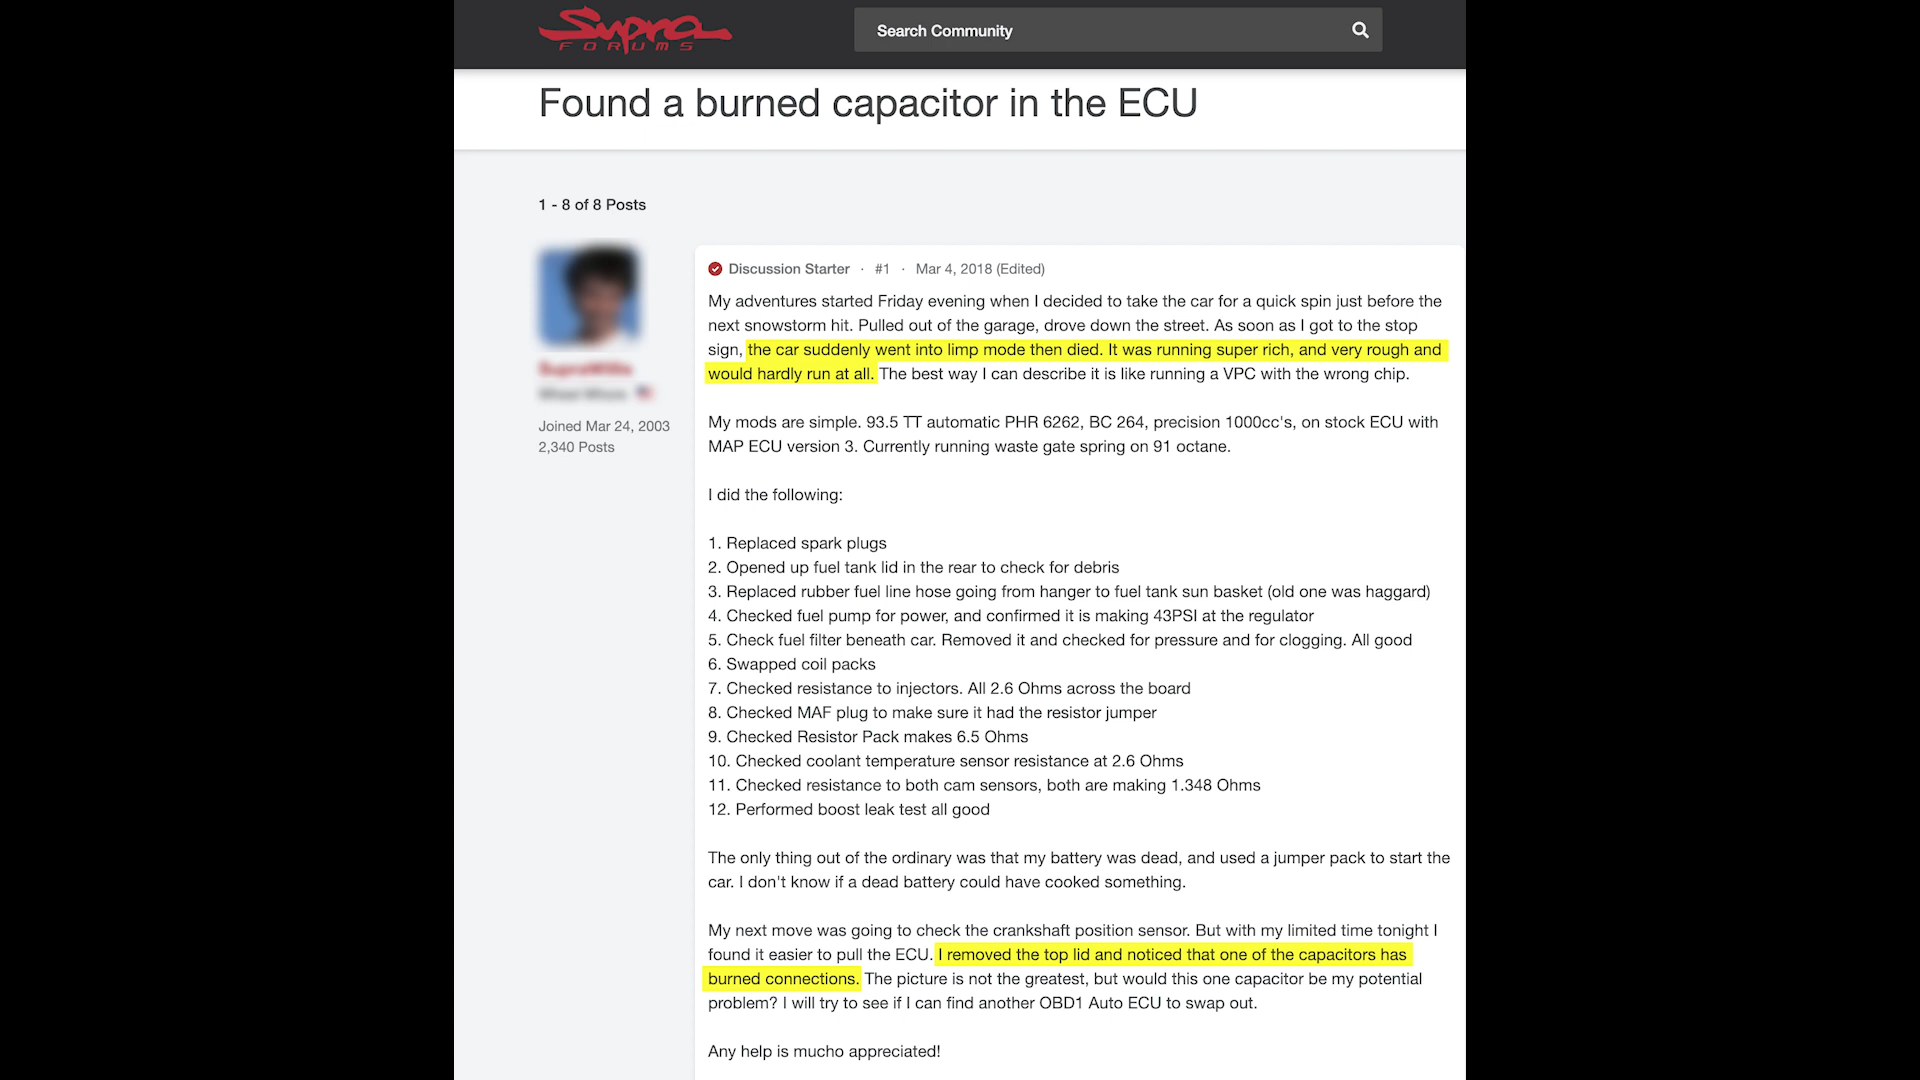 Supra
FORUMS
Search Community
Found a burned capacitor in the ECU
1 - 8 of 8 Posts
Discussion Starter · #1 · Mar 4, 2018 (Edited)
My adventures started Friday evening when I decided to take the car for a quick spin just before the
next snowstorm hit. Pulled out of the garage, drove down the street. As soon as I got to the stop
sign, the car suddenly went into limp mode then died. It was running super rich, and very rough and
would hardly run at all. The best way I can describe it is like running a VPC with the wrong chip.
Joined Mar 24, 2003
2,340 Posts
My mods are simple. 93.5 TT automatic PHR 6262, BC 264, precision 1000cc's, on stock ECU with
MAP ECU version 3. Currently running waste gate spring on 91 octane.
I did the following:
1. Replaced spark plugs
2. Opened up fuel tank lid in the rear to check for debris
3. Replaced rubber fuel line hose going from hanger to fuel tank sun basket (old one was haggard)
4. Checked fuel pump for power, and confirmed it is making 43PSI at the regulator
5. Check fuel filter beneath car. Removed it and checked for pressure and for clogging. All good
6. Swapped coil packs
7. Checked resistance to injectors. All 2.6 Ohms across the board
8. Checked MAF plug to make sure it had the resistor jumper
9. Checked Resistor Pack makes 6.5 Ohms
10. Checked coolant temperature sensor resistance at 2.6 Ohms
11. Checked resistance to both cam sensors, both are making 1.348 Ohms
12. Performed boost leak test all good
The only thing out of the ordinary was that my battery was dead, and used a jumper pack to start the
car. I don't know if a dead battery could have cooked something.
My next move was going to check the crankshaft position sensor. But with my limited time tonight I
found it easier to pull the ECU. I removed the top lid and noticed that one of the capacitors has
burned connections. The picture is not the greatest, but would this one capacitor be my potential
problem? I will try to see if I can find another OBD1 Auto ECU to swap out.
Any help is mucho appreciated!